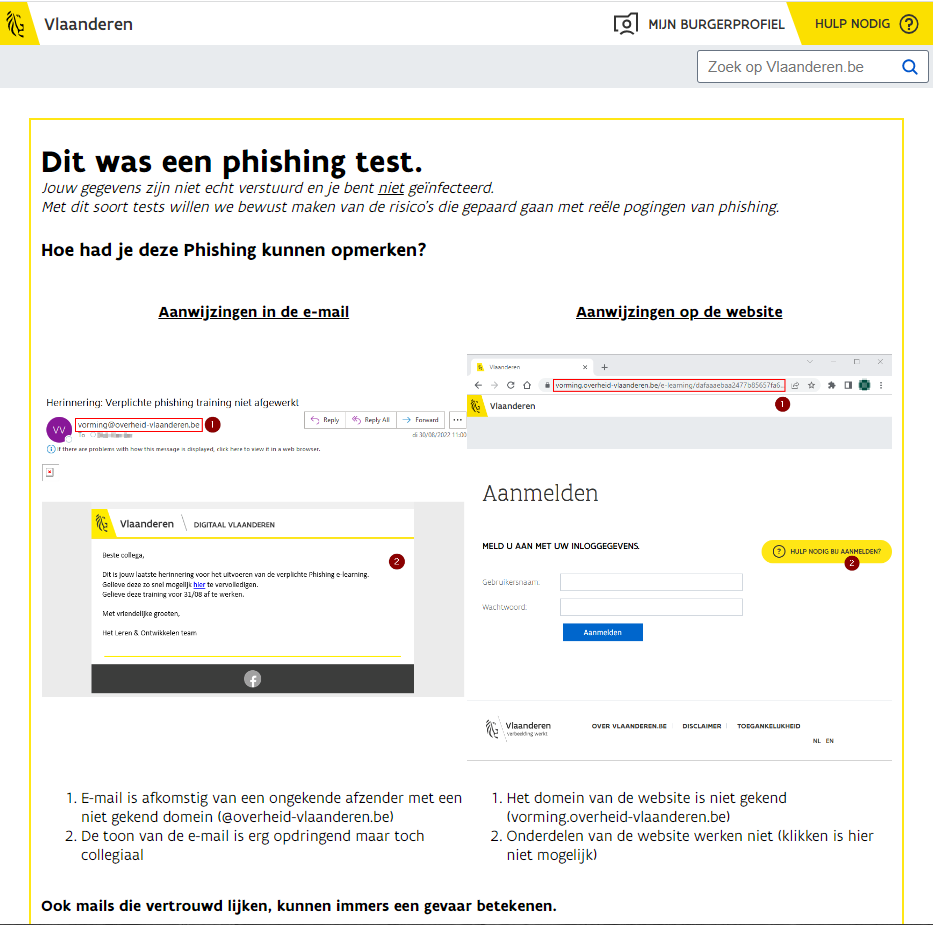 Vlaanderen
MIJN BURGERPROFIEL
HULP NODIG ?
Zoek op Vlaanderen.be
Dit was een phishing test.
Jouw gegevens zijn niet echt verstuurd en je bent niet geïnfecteerd.
Met dit soort tests willen we bewust maken van de risico's die gepaard gaan met reële pogingen van phishing.
Hoe had je deze Phishing kunnen opmerken?
Aanwijzingen in de e-mail
Herinnering: Verplichte phishing training niet afgewerkt
VV
vorming@overheid-vlaanderen.be
1
To
Reply
Reply All
Forward
...
di 30/08/2022 11:00
If there are problems with how this message is displayed, click here to view it in a web browser.
Vlaanderen
DIGITAAL VLAANDEREN
Beste collega,
2
Dit is jouw laatste herinnering voor het uitvoeren van de verplichte Phishing e-learning.
Gelieve deze zo snel mogelijk hier te vervolledigen.
Gelieve deze training voor 31/08 af te werken.
Met vriendelijke groeten,
Het Leren & Ontwikkelen team
1. E-mail is afkomstig van een ongekende afzender met een
niet gekend domein (@overheid-vlaanderen.be)
2. De toon van de e-mail is erg opdringend maar toch
collegiaal
Aanwijzingen op de website
Vlaanderen
vorming.overheid-vlaanderen.be/e-learning/dafaaaebaa2477b85657fa6...
1
Vlaanderen
Aanmelden
MELD U AAN MET UW INLOGGEGEVENS.
? HULP NODIG BIJ AANMELDEN?
2
Gebruikersnaam:
Wachtwoord:
Aanmelden
Vlaanderen
verbeelding werkt
OVER VLAANDEREN.BE
DISCLAIMER
TOEGANKELIJKHEID
NL EN
1. Het domein van de website is niet gekend
(vorming.overheid-vlaanderen.be)
2. Onderdelen van de website werken niet (klikken is hier
niet mogelijk)
Ook mails die vertrouwd lijken, kunnen immers een gevaar betekenen.